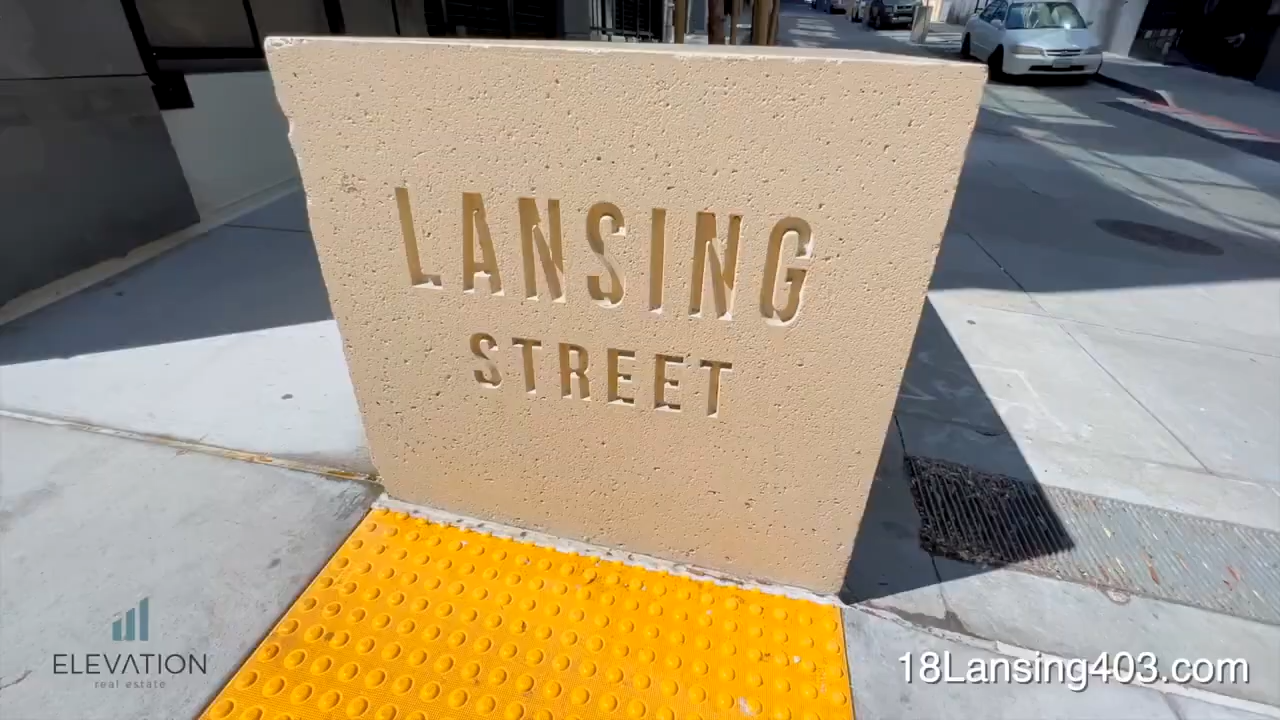 LANSING
STREET
ELEVATION
real estate
18Lansing403.com